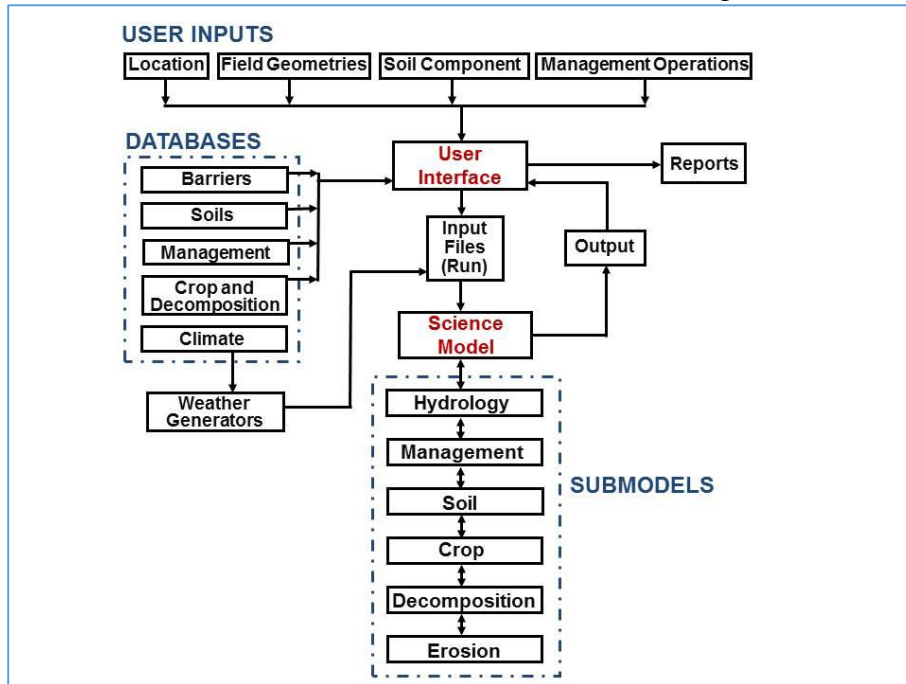 USER INPUTS
Location
Field Geometries
Soil Component
Management Operations
DATABASES
Barriers
Soils
Management
Crop and
Decomposition
Climate
Weather
Generators
User
Interface
Reports
Input
Files
(Run)
Output
Science
Model
Hydrology
Management
Soil
Crop
Decomposition
Erosion
SUBMODELS